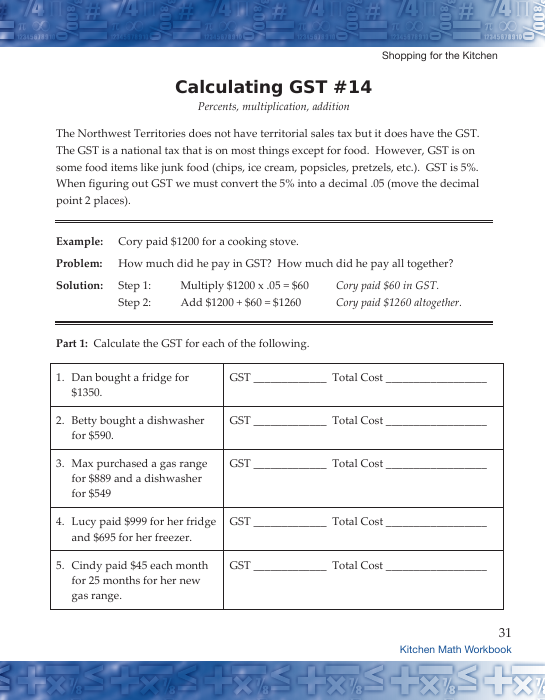 Shopping for the Kitchen
Calculating GST #14
Percents, multiplication, addition
The Northwest Territories does not have territorial sales tax but it does have the GST.
The GST is a national tax that is on most things except for food. However, GST is on
some food items like junk food (chips, ice cream, popsicles, pretzels, etc.). GST is 5%.
When figuring out GST we must convert the 5% into a decimal .05 (move the decimal
point 2 places).
Example: Cory paid $1200 for a cooking stove.
Problem: How much did he pay in GST? How much did he pay all together?
Solution: Step 1: Multiply $1200 x .05 = $60 Cory paid $60 in GST.
Step 2: Add $1200 + $60 = $1260 Cory paid $1260 altogether.
Part 1: Calculate the GST for each of the following.
1. Dan bought a fridge for
$1350.
GST _____________ Total Cost __________________
2. Betty bought a dishwasher
for $590.
GST _____________ Total Cost __________________
3. Max purchased a gas range
for $889 and a dishwasher
for $549
GST _____________ Total Cost __________________
4. Lucy paid $999 for her fridge
and $695 for her freezer.
GST _____________ Total Cost __________________
5. Cindy paid $45 each month
for 25 months for her new
gas range.
GST _____________ Total Cost __________________
31
Kitchen Math Workbook